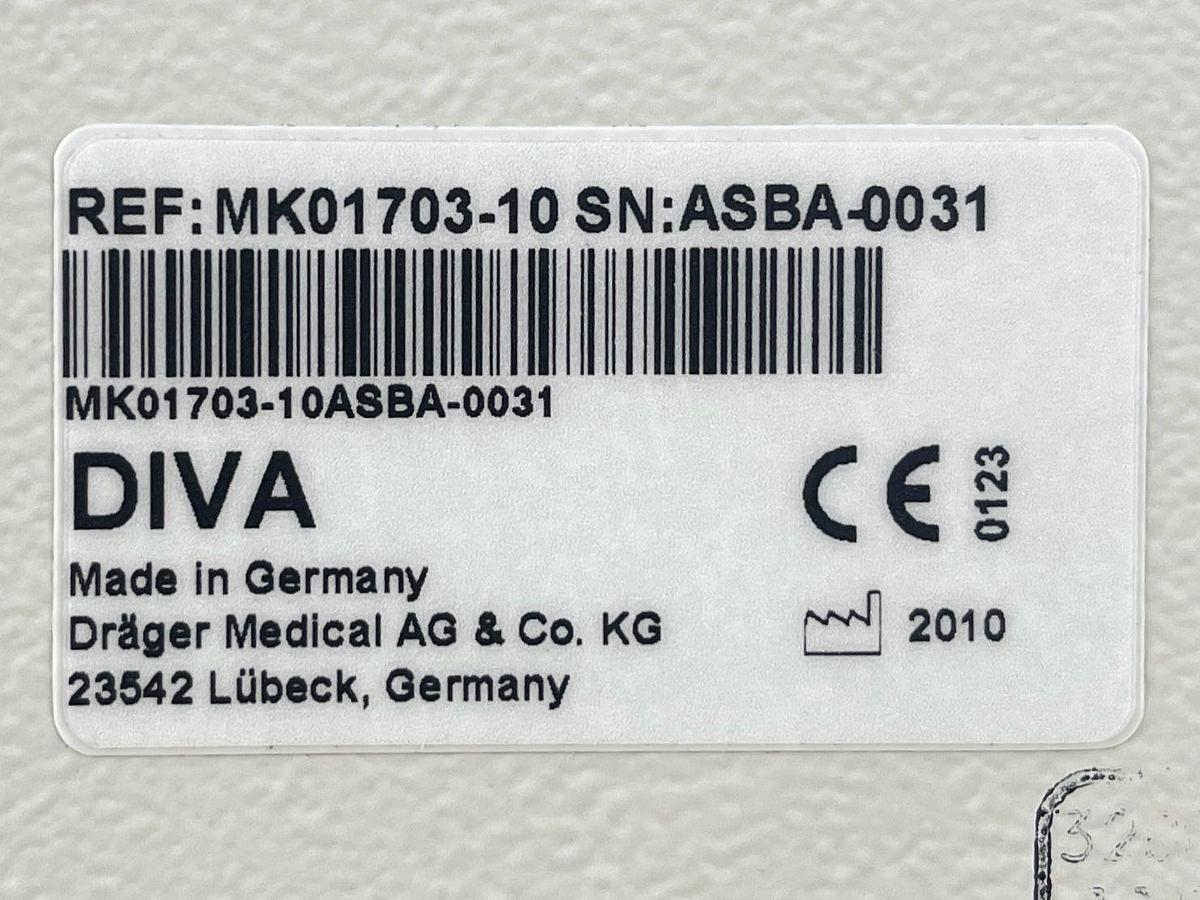 REF: MK01703-10 SN:ASBA-0031
MK01703-10ASBA-0031
DIVA
CE 0123
Made in Germany
Dräger Medical AG & Co. KG
2010
23542 Lübeck, Germany